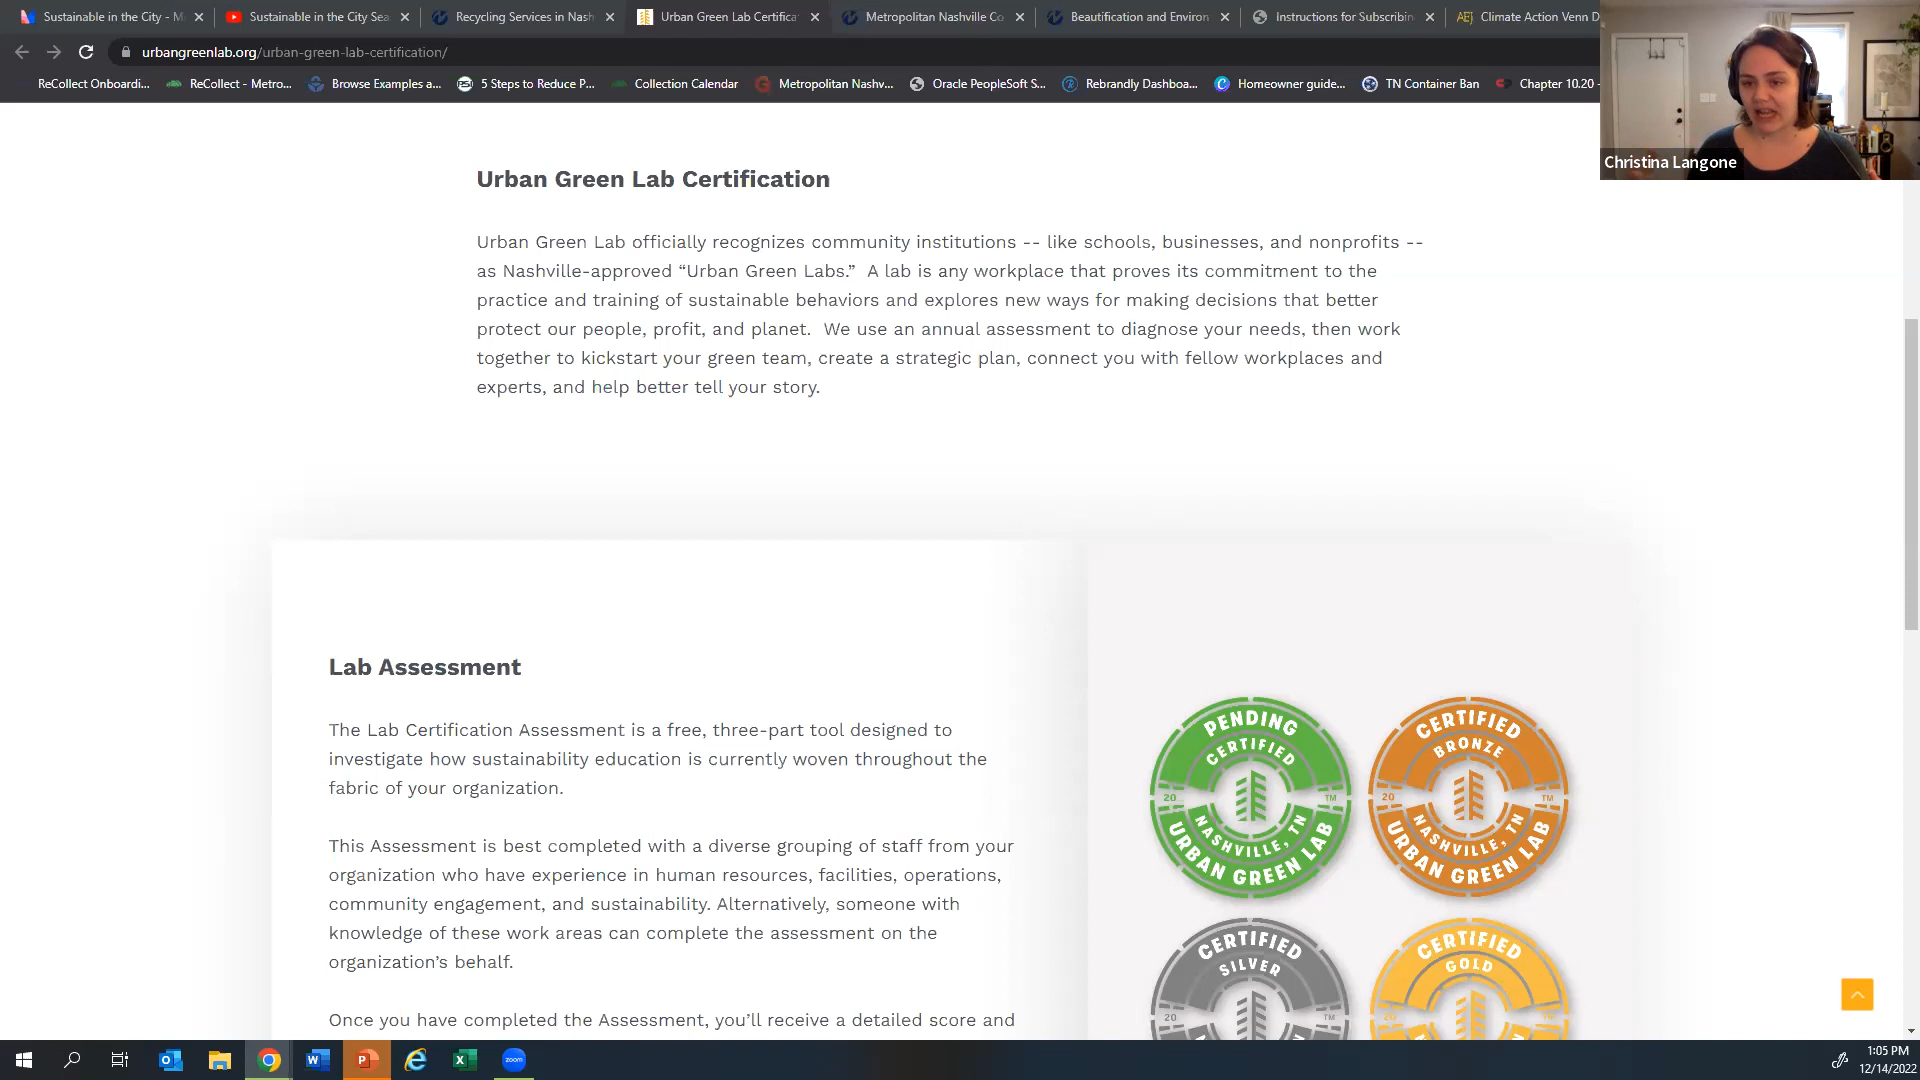 Sustainable in the City - M
Sustainable in the City Sea
Recycling Services in Nash
Urban Green Lab Certifica
Metropolitan Nashville Co
Beautification and Environ
Instructions for Subscribin
Climate Action Venn D
urbangreenlab.org/urban-green-lab-certification/
ReCollect Onboardi...
ReCollect - Metro...
Browse Examples a...
5 Steps to Reduce P...
Collection Calendar
Metropolitan Nashv...
Oracle PeopleSoft S...
Rebrandly Dashboa...
Homeowner guide...
TN Container Ban
Chapter 10.20 -
Christina Langone
Urban Green Lab Certification
Urban Green Lab officially recognizes community institutions -- like schools, businesses, and nonprofits --
as Nashville-approved “Urban Green Labs.” A lab is any workplace that proves its commitment to the
practice and training of sustainable behaviors and explores new ways for making decisions that better
protect our people, profit, and planet. We use an annual assessment to diagnose your needs, then work
together to kickstart your green team, create a strategic plan, connect you with fellow workplaces and
experts, and help better tell your story.
Lab Assessment
The Lab Certification Assessment is a free, three-part tool designed to
investigate how sustainability education is currently woven throughout the
fabric of your organization.
This Assessment is best completed with a diverse grouping of staff from your
organization who have experience in human resources, facilities, operations,
community engagement, and sustainability. Alternatively, someone with
knowledge of these work areas can complete the assessment on the
organization’s behalf.
Once you have completed the Assessment, you’ll receive a detailed score and
PENDING
CERTIFIED
20 TM
NASHVILLE, TN
URBAN GREEN LAB
CERTIFIED
BRONZE
20 TM
NASHVILLE, TN
URBAN GREEN LAB
CERTIFIED
SILVER
20 TM
CERTIFIED
GOLD
20 TM
zoom
1:05 PM
12/14/2022